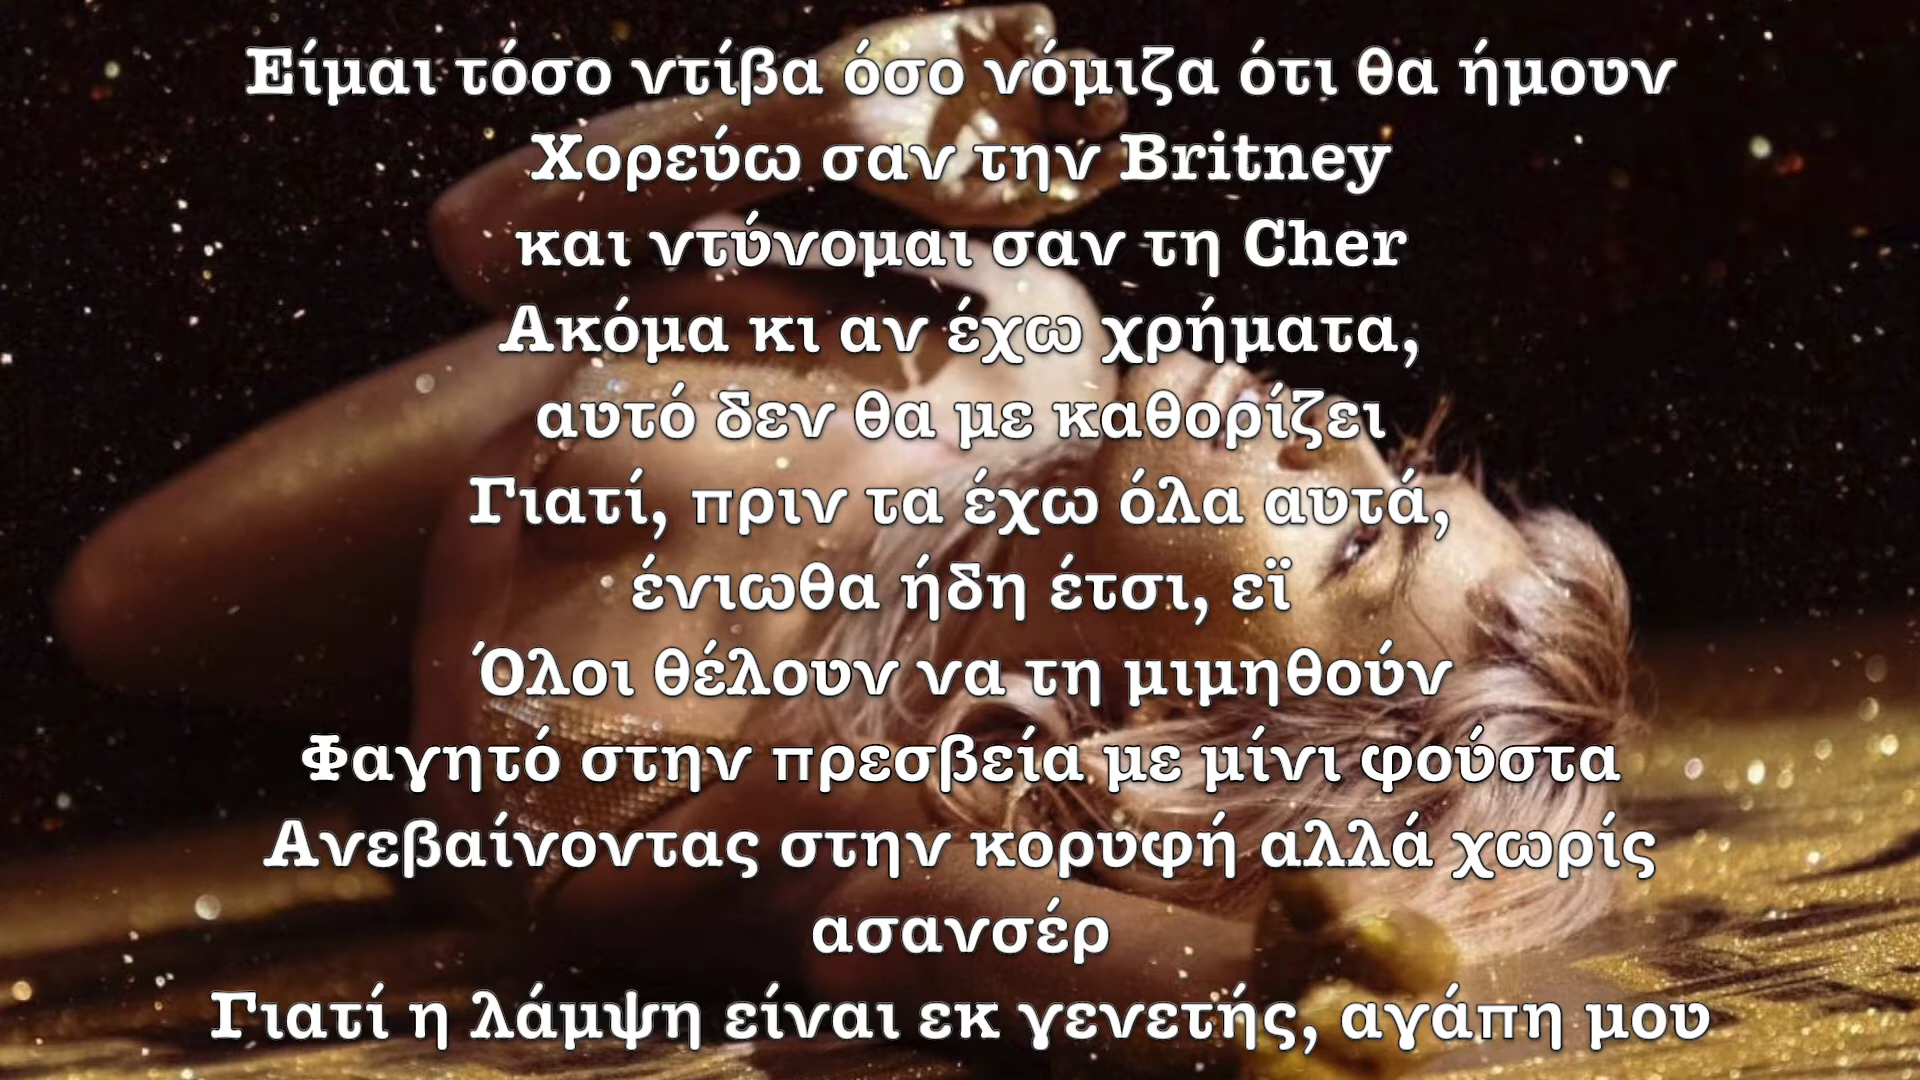 Είμαι τόσο ντίβα όσο νόμιζα ότι θα ήμουν
Χορεύω σαν την Britney
και ντύνομαι σαν τη Cher
Ακόμα κι αν έχω χρήματα,
αυτό δεν θα με καθορίζει
Γιατί, πριν τα έχω όλα αυτά,
ένιωθα ήδη έτσι, εϊ
Όλοι θέλουν να τη μιμηθούν
Φαγητό στην πρεσβεία με μίνι φούστα
Ανεβαίνοντας στην κορυφή αλλά χωρίς
ασανσέρ
Γιατί η λάμψη είναι εκ γενετής, αγάπη μου